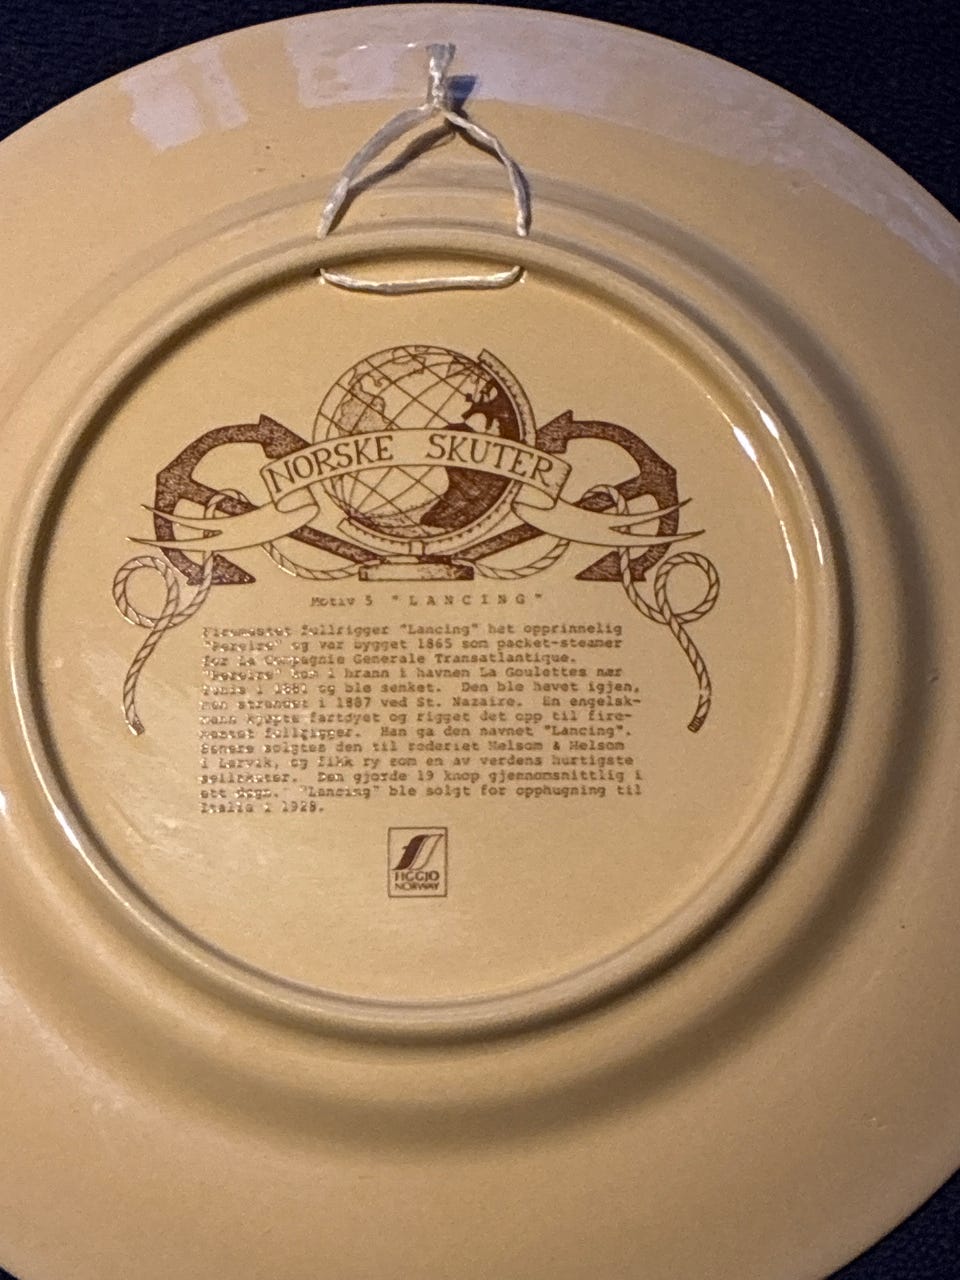 NORSKE SKUTER
Motiv 5 "LANCING"
Firemastet fullrigger "Lancing" het opprinnelig
"Pereire" og var bygget 1865 som packet-steamer
for La Compagnie Generale Transatlantique.
"Pereire" kom i brann i havnen La Goulettes nær
Tunis i 1881 og ble senket. Den ble hevet igjen,
men strandet i 1887 ved St. Nazaire. En engelsk-
mann kjøpte fartøyet og rigget det opp til fire-
mastet fullrigger. Han ga den navnet "Lancing".
Senere solgtes den til rederiet Melsom & Melsom
i Larvik, og fikk ry som en av verdens hurtigste
seilskuter. Den gjorde 19 knop gjennomsnittlig i
ett døgn. "Lancing" ble solgt for opphugning til
Italia i 1928.
FIGGJO
NORWAY